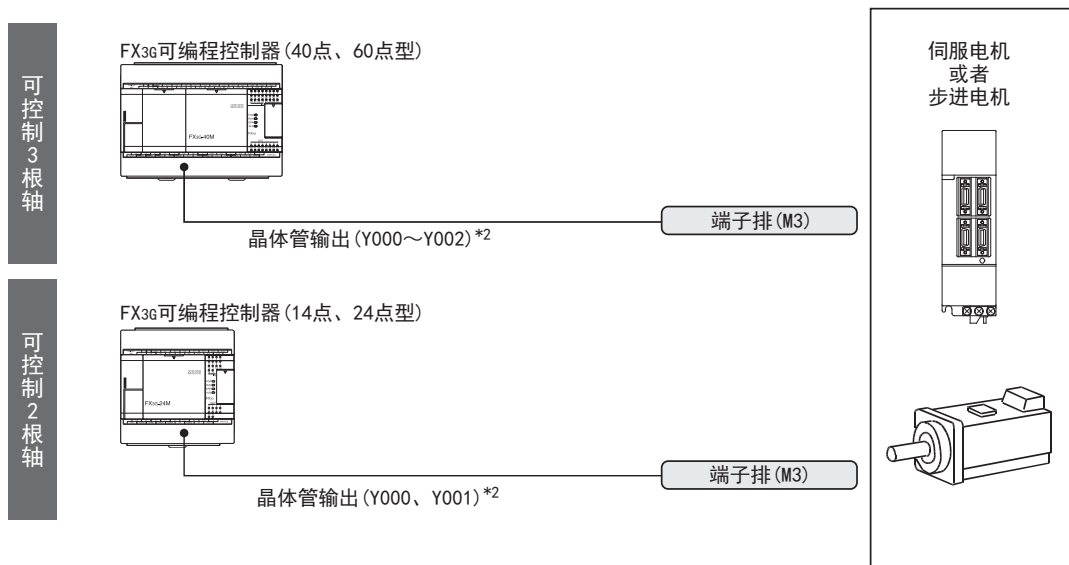 可控制3根轴
FX3G可编程控制器(40点、60点型)
FX3G-40M
晶体管输出(Y000～Y002)*2
端子排(M3)
可控制2根轴
FX3G可编程控制器(14点、24点型)
FX3G-24M
晶体管输出(Y000、Y001)*2
端子排(M3)
伺服电机
或者
步进电机